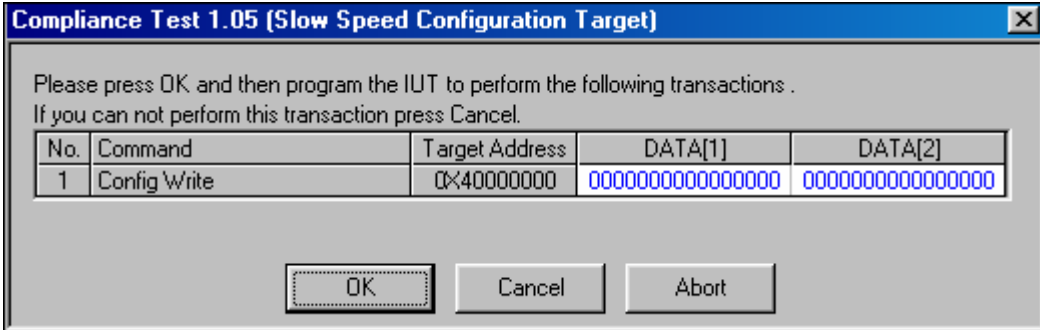 Compliance Test 1.05 (Slow Speed Configuration Target)
Please press OK and then program the IUT to perform the following transactions .
If you can not perform this transaction press Cancel.
No. Command Target Address DATA[1] DATA[2]
1 Config Write 0X40000000 0000000000000000 0000000000000000
OK Cancel Abort